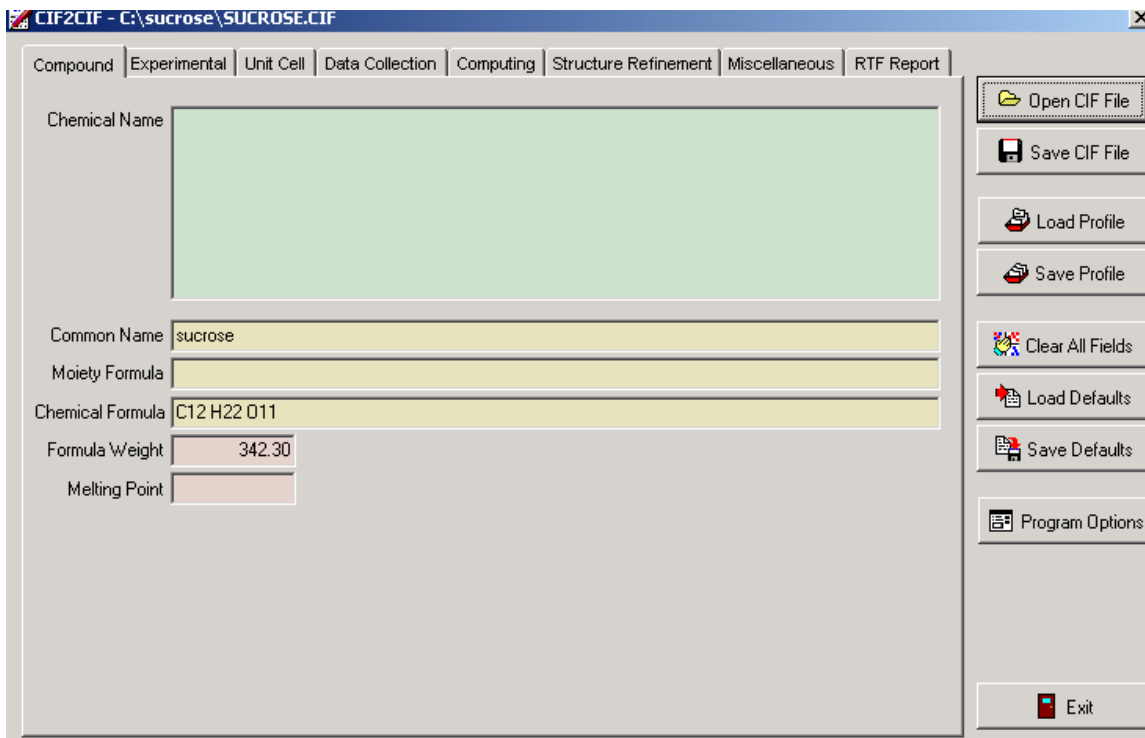 CIF2CIF - C:\sucrose\SUCROSE.CIF
Compound Experimental Unit Cell Data Collection Computing Structure Refinement Miscellaneous RTF Report
Chemical Name
Common Name sucrose
Moiety Formula
Chemical Formula C12 H22 O11
Formula Weight 342.30
Melting Point
Open CIF File
Save CIF File
Load Profile
Save Profile
Clear All Fields
Load Defaults
Save Defaults
Program Options
Exit